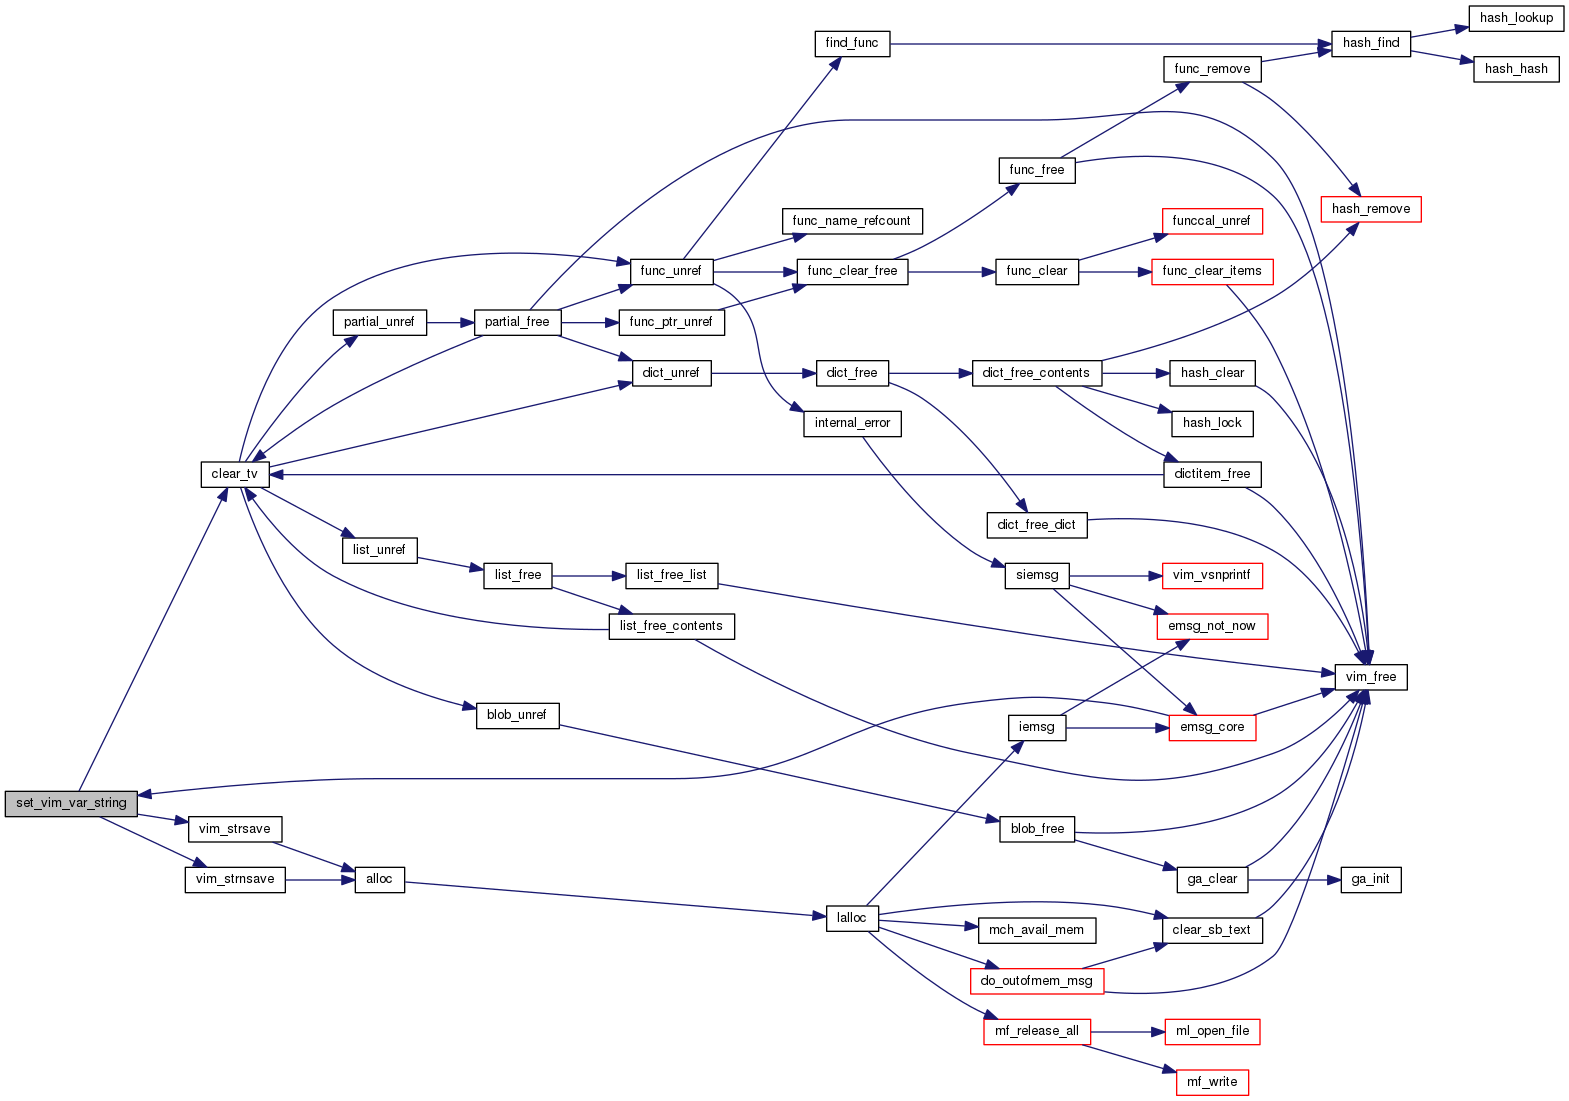 hash_lookup
find_func
hash_find
func_remove
hash_hash
func_free
hash_remove
func_name_refcount
funccal_unref
func_unref
func_clear_free
func_clear
func_clear_items
partial_unref
partial_free
func_ptr_unref
dict_unref
dict_free
dict_free_contents
hash_clear
internal_error
hash_lock
clear_tv
dictitem_free
dict_free_dict
list_unref
list_free
list_free_list
siemsg
vim_vsnprintf
list_free_contents
emsg_not_now
vim_free
blob_unref
iemsg
emsg_core
set_vim_var_string
vim_strsave
blob_free
vim_strnsave
alloc
ga_clear
ga_init
lalloc
mch_avail_mem
clear_sb_text
do_outofmem_msg
mf_release_all
ml_open_file
mf_write